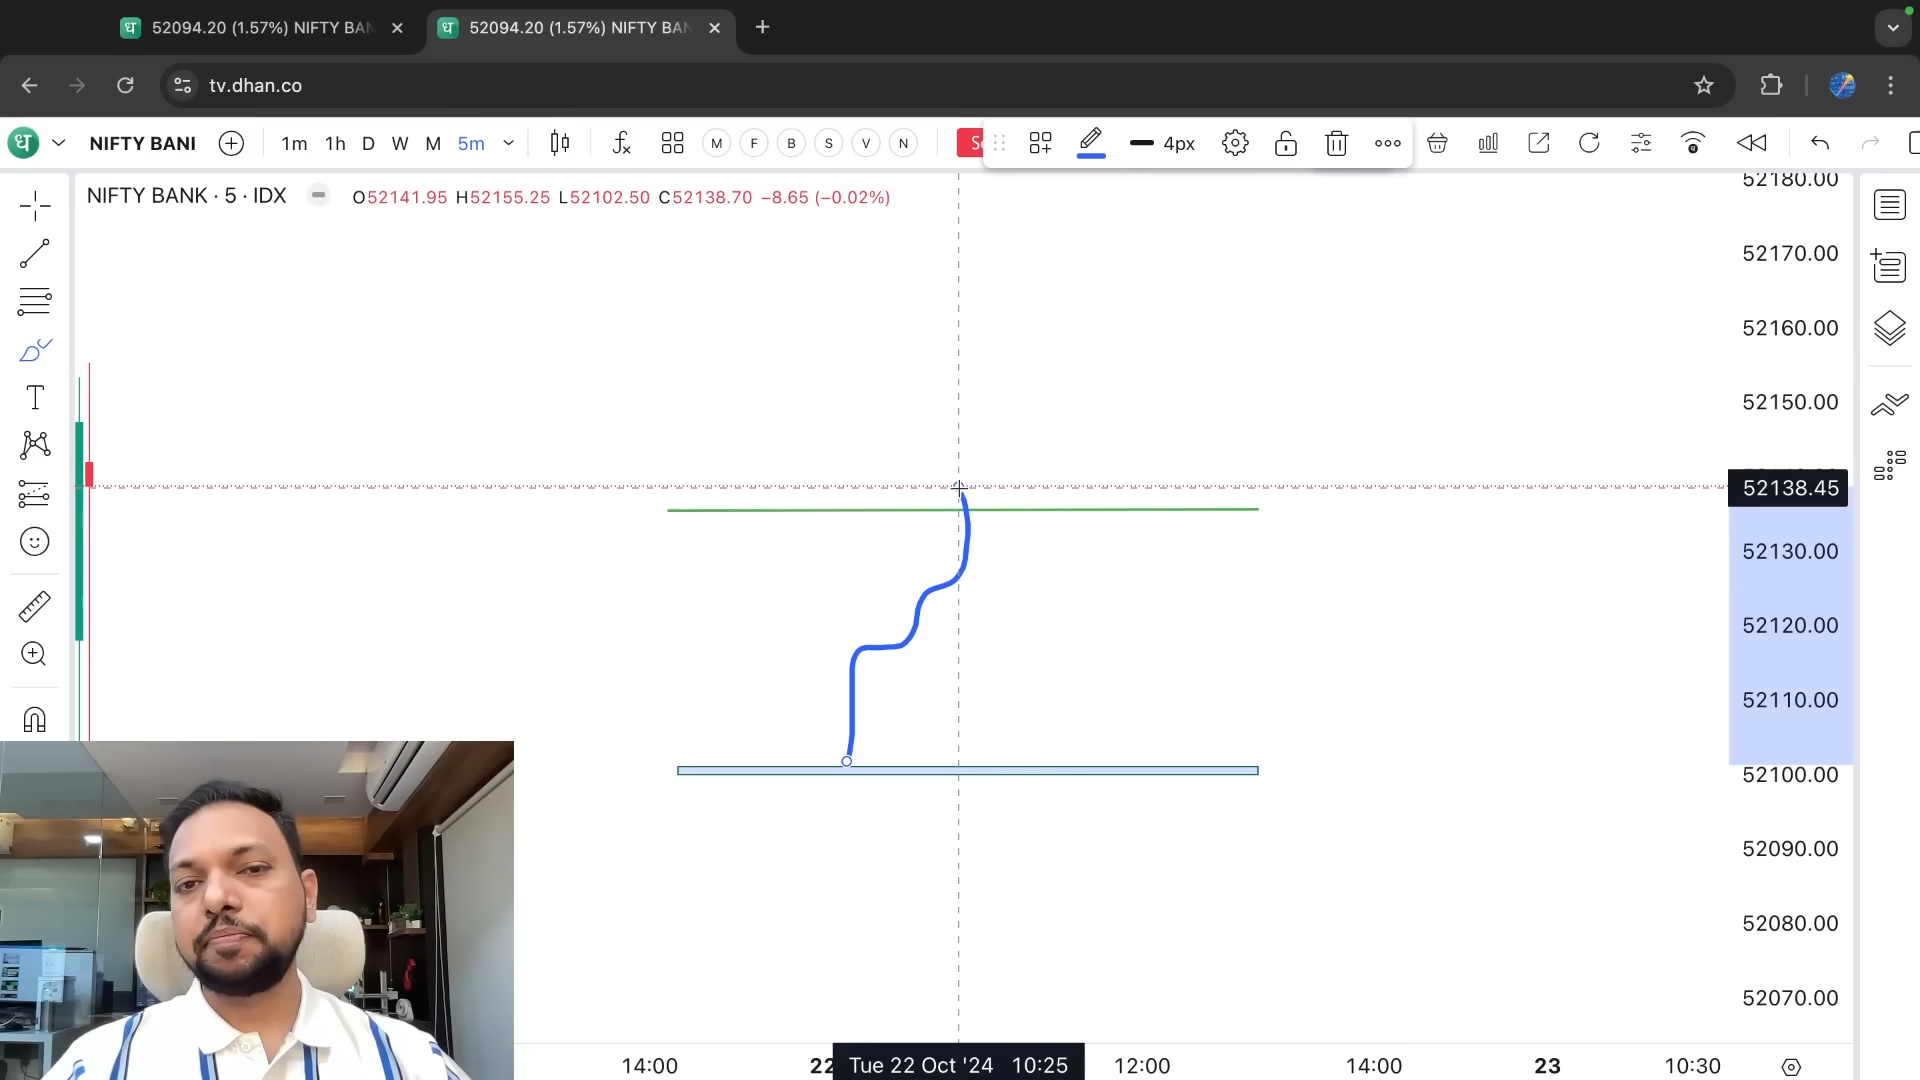 52094.20 (1.57%) NIFTY BAN
52094.20 (1.57%) NIFTY BAN
tv.dhan.co
ध NIFTY BANI 1m 1h D W M 5m M F B S V N 4px
NIFTY BANK · 5 · IDX O52141.95 H52155.25 L52102.50 C52138.70 −8.65 (−0.02%)
52180.00
52170.00
52160.00
52150.00
52138.45
52130.00
52120.00
52110.00
52100.00
52090.00
52080.00
52070.00
14:00 22 Tue 22 Oct '24 10:25 12:00 14:00 23 10:30